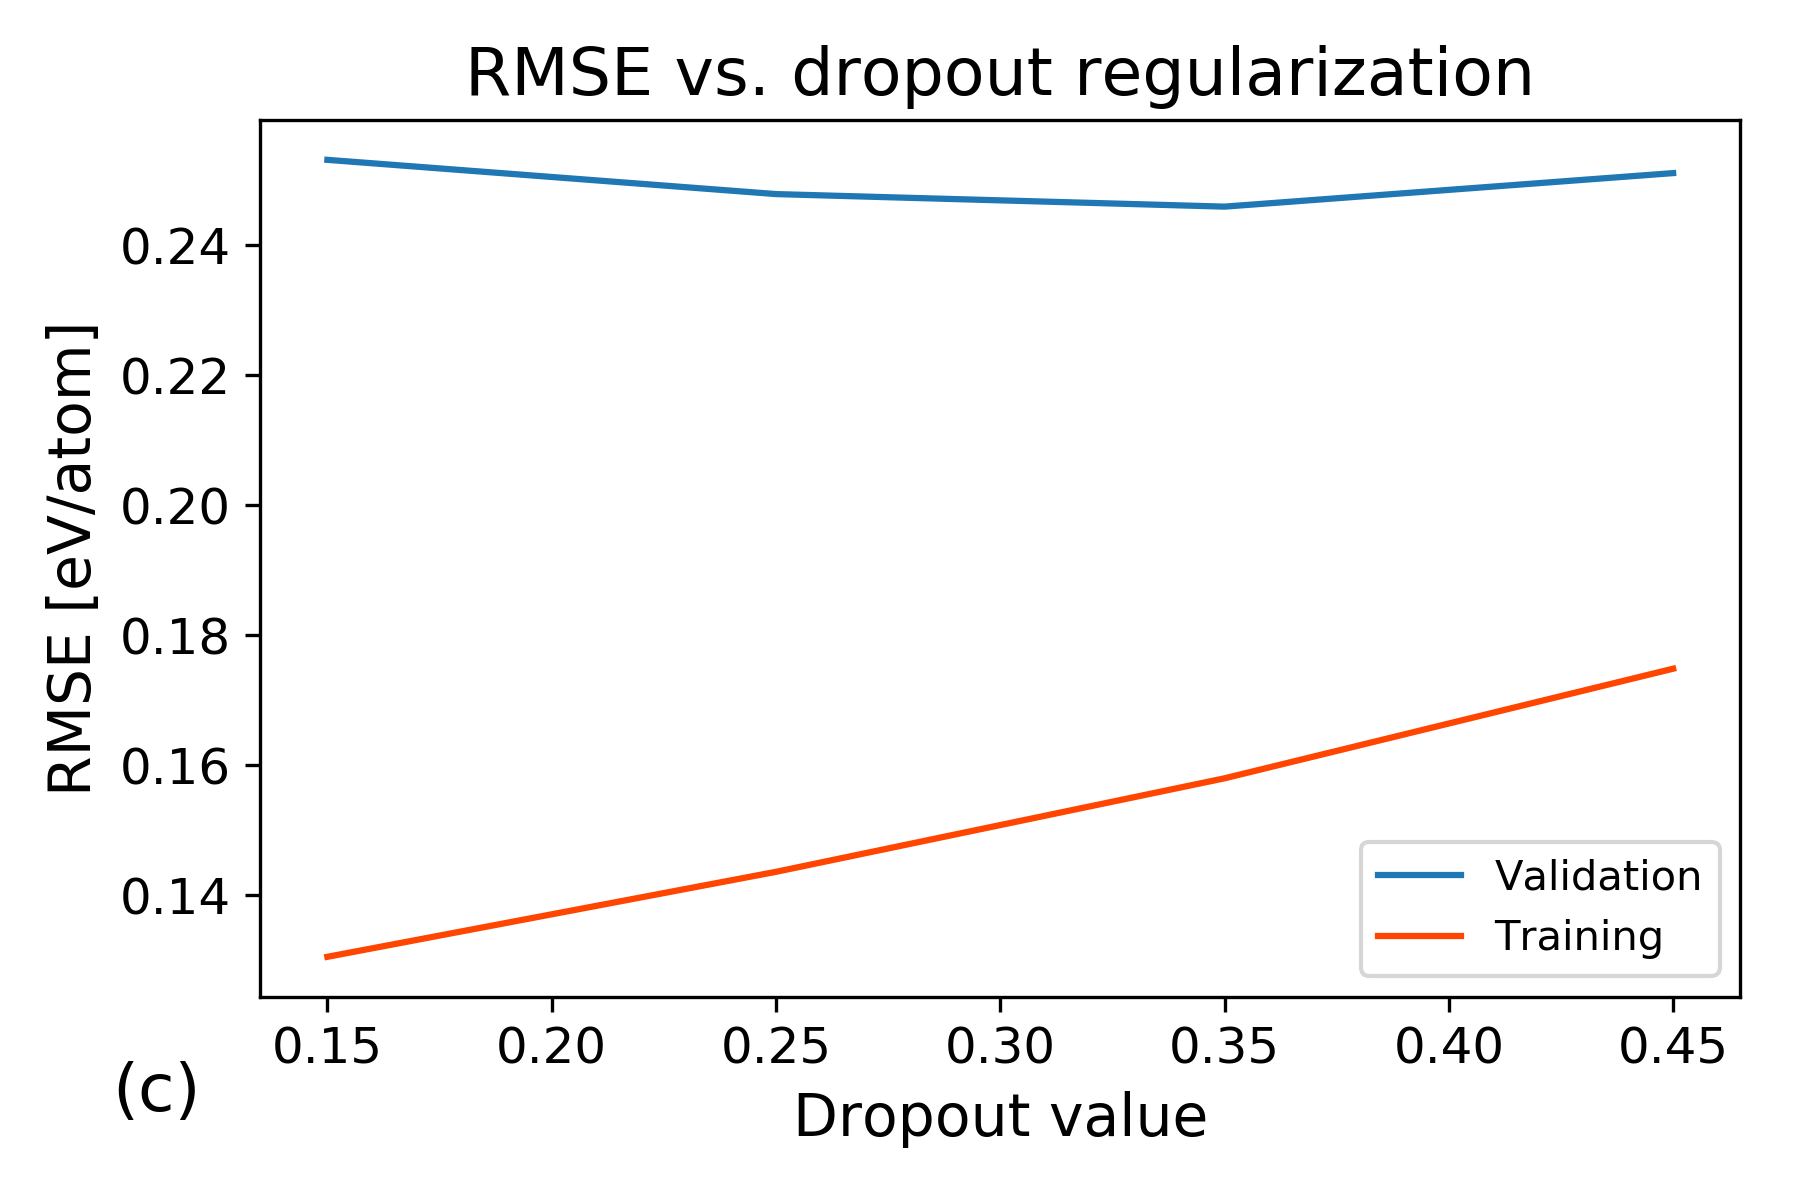 RMSE vs. dropout regularization
RMSE [eV/atom]
0.24
0.22
0.20
0.18
0.16
0.14
Validation
Training
0.15 0.20 0.25 0.30 0.35 0.40 0.45
Dropout value
(c)